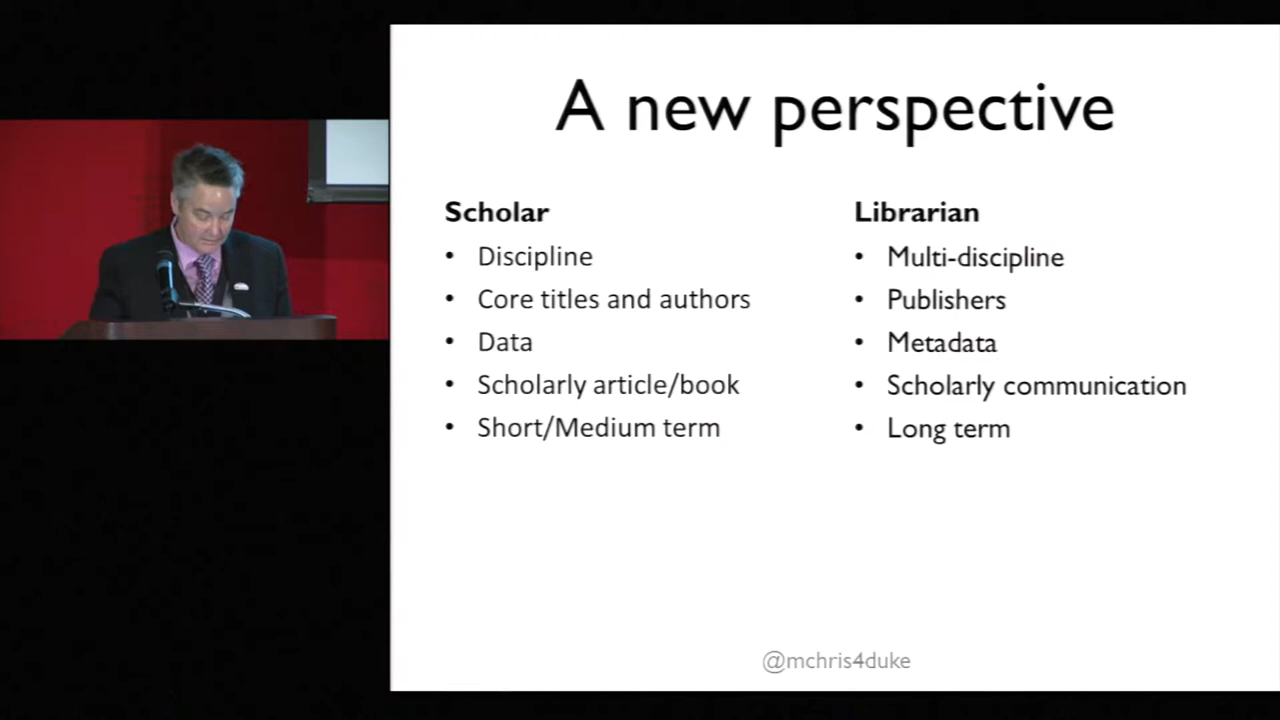 A new perspective
Scholar
• Discipline
• Core titles and authors
• Data
• Scholarly article/book
• Short/Medium term
Librarian
• Multi-discipline
• Publishers
• Metadata
• Scholarly communication
• Long term
@mchris4duke